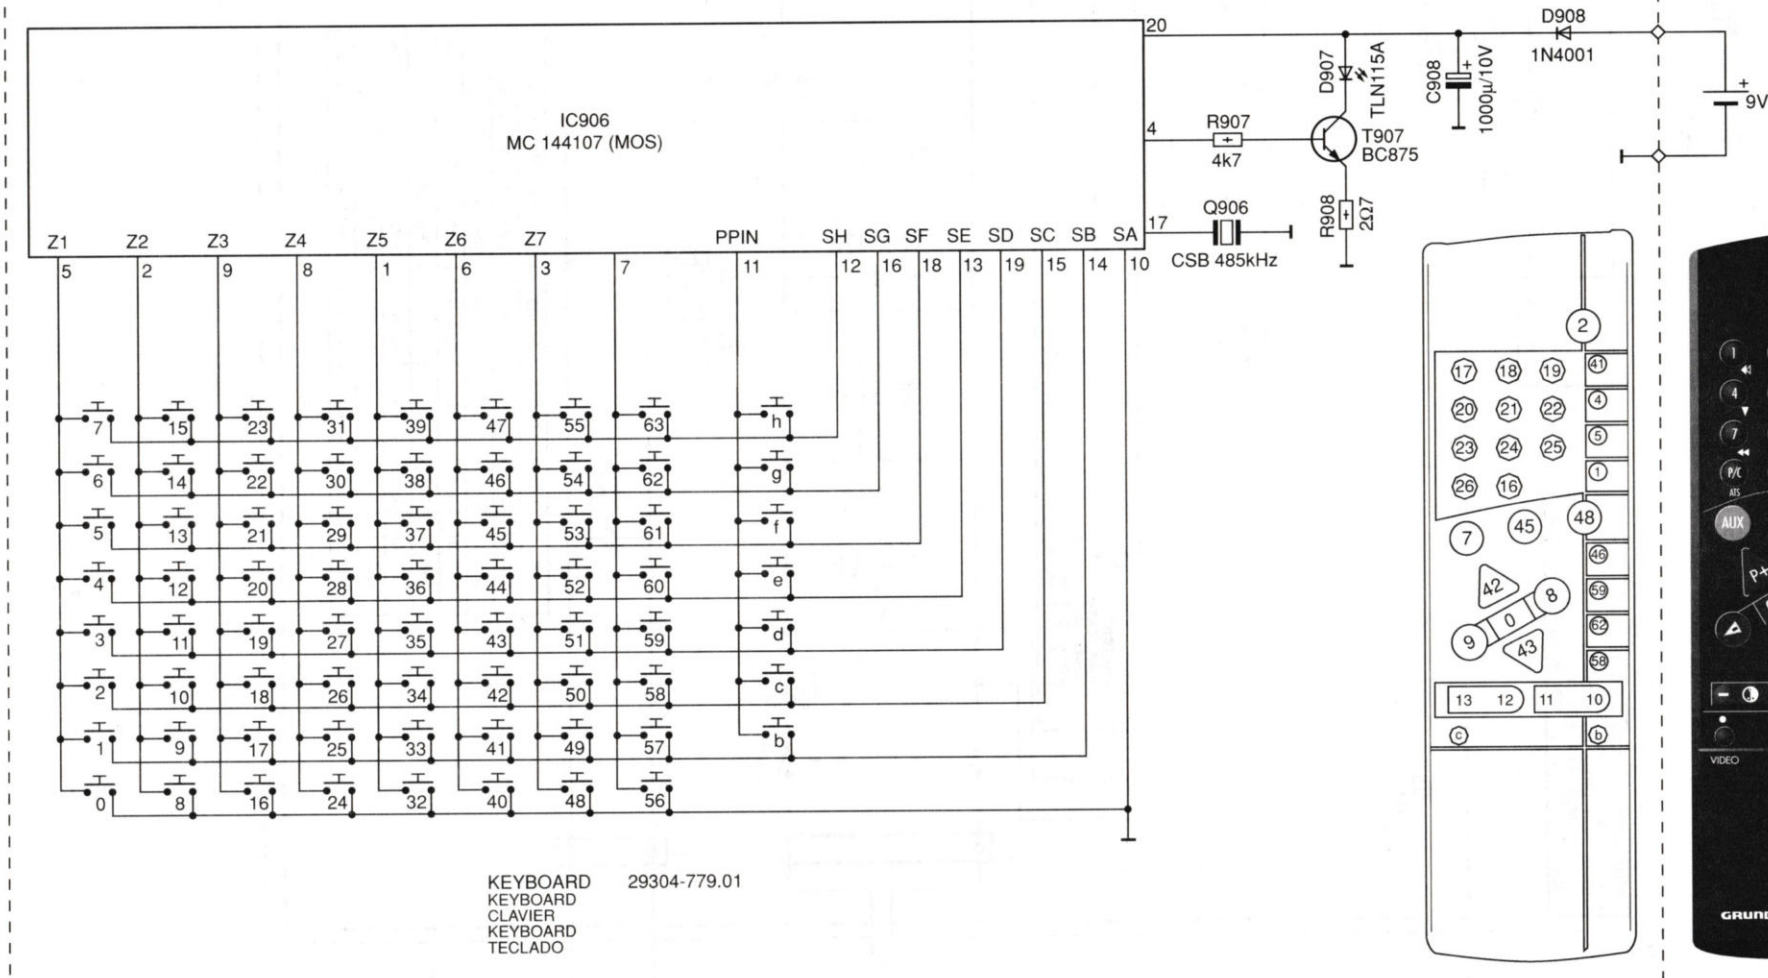 20
D908
1N4001
IC906
MC 144107 (MOS)
D907
TLN115A
C908
+
1000µ/10V
+
9V
4
R907
4k7
T907
BC875
R908
2Ω7
17
Q906
CSB 485kHz
Z1 Z2 Z3 Z4 Z5 Z6 Z7 PPIN SH SG SF SE SD SC SB SA
5 2 9 8 1 6 3 7 11 12 16 18 13 19 15 14 10
7 15 23 31 39 47 55 63 h
6 14 22 30 38 46 54 62 g
5 13 21 29 37 45 53 61 f
4 12 20 28 36 44 52 60 e
3 11 19 27 35 43 51 59 d
2 10 18 26 34 42 50 58 c
1 9 17 25 33 41 49 57 b
0 8 16 24 32 40 48 56
KEYBOARD 29304-779.01
KEYBOARD
CLAVIER
KEYBOARD
TECLADO
2
17 18 19 41
20 21 22 4
23 24 25 5
26 16 1
7 45 48
46
42 8 59
9 0 43 62
58
13 12 11 10
c b
1
4
7
P/C
ATS
AUX
P+
VIDEO